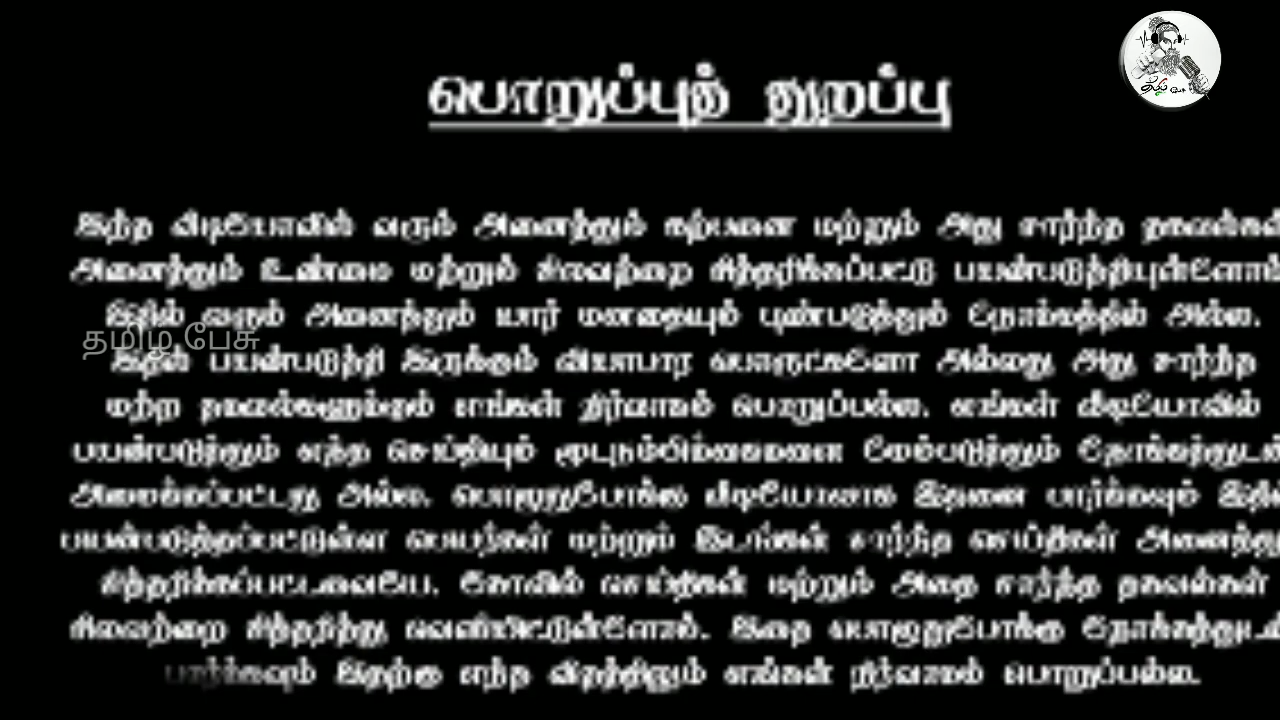 பொறுப்புத் துறப்பு
இந்த வீடியோவில் வரும் அனைத்தும் கற்பனை மற்றும் அது சார்ந்த தகவல்கள்
அனைத்தும் உண்மை மற்றும் சிலவற்றை சித்தரிக்கப்பட்டு பயன்படுத்தியுள்ளோம்
இதில் வரும் அனைத்தும் யார் மனதையும் புண்படுத்தும் நோக்கத்தில் அல்ல.
தமிழ் பேசு
இதில் பயன்படுத்தி இருக்கும் வியாபார பொருட்களோ அல்லது அது சார்ந்த
மற்ற தகவல்களுக்கும் எங்கள் நிர்வாகம் பொறுப்பல்ல. எங்கள் வீடியோவில்
பயன்படுத்தும் எந்த செய்தியும் மூடநம்பிக்கைகளை மேம்படுத்தும் நோக்கத்துடன்
அமைக்கப்பட்டது அல்ல. பொழுதுபோக்கு வீடியோவாக இதனை பார்க்கவும் இதில்
பயன்படுத்தப்பட்டுள்ள பெயர்கள் மற்றும் இடங்கள் சார்ந்த செய்திகள் அனைத்து
சித்தரிக்கப்பட்டவையே. கோவில் செய்திகள் மற்றும் அதை சார்ந்த தகவல்கள்
சிலவற்றை சித்தரித்து வெளியிட்டுள்ளோம். இதை பொழுதுபோக்கு நோக்கத்துடன்
பார்க்கவும் இதற்கு எந்த விதத்திலும் எங்கள் நிர்வாகம் பொறுப்பல்ல.